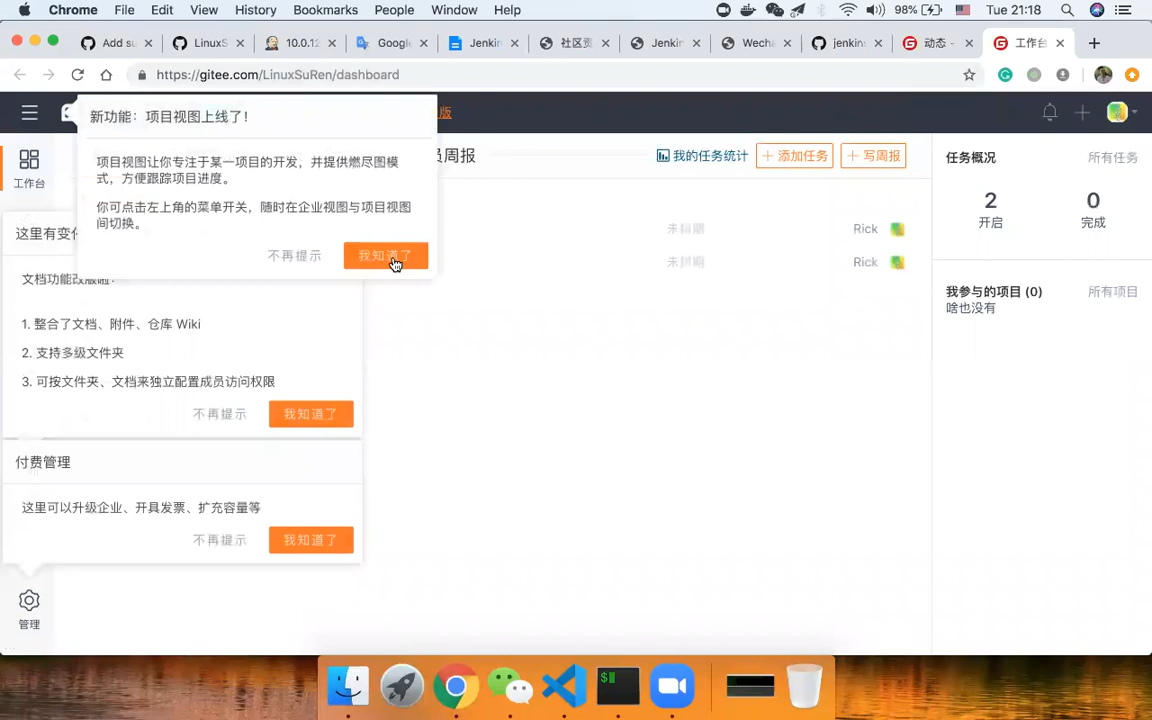 Chrome File Edit View History Bookmarks People Window Help 98% Tue 21:18
Add su LinuxS 10.0.12 Google Jenkin 社区资 Jenkin Wecha jenkin 动态 - 工作台
https://gitee.com/LinuxSuRen/dashboard
新功能：项目视图上线了！
版
项目视图让你专注于某一项目的开发，并提供燃尽图模
式，方便跟踪项目进度。
你可点击左上角的菜单开关，随时在企业视图与项目视图
间切换。
不再提示 我知道了
员周报 我的任务统计 添加任务 写周报
Rick
Rick
任务概况 所有任务
2 0
开启 完成
我参与的项目 (0) 所有项目
啥也没有
工作台
这里有变化
文档功能改版啦！
1. 整合了文档、附件、仓库 Wiki
2. 支持多级文件夹
3. 可按文件夹、文档来独立配置成员访问权限
不再提示 我知道了
付费管理
这里可以升级企业、开具发票、扩充容量等
不再提示 我知道了
管理